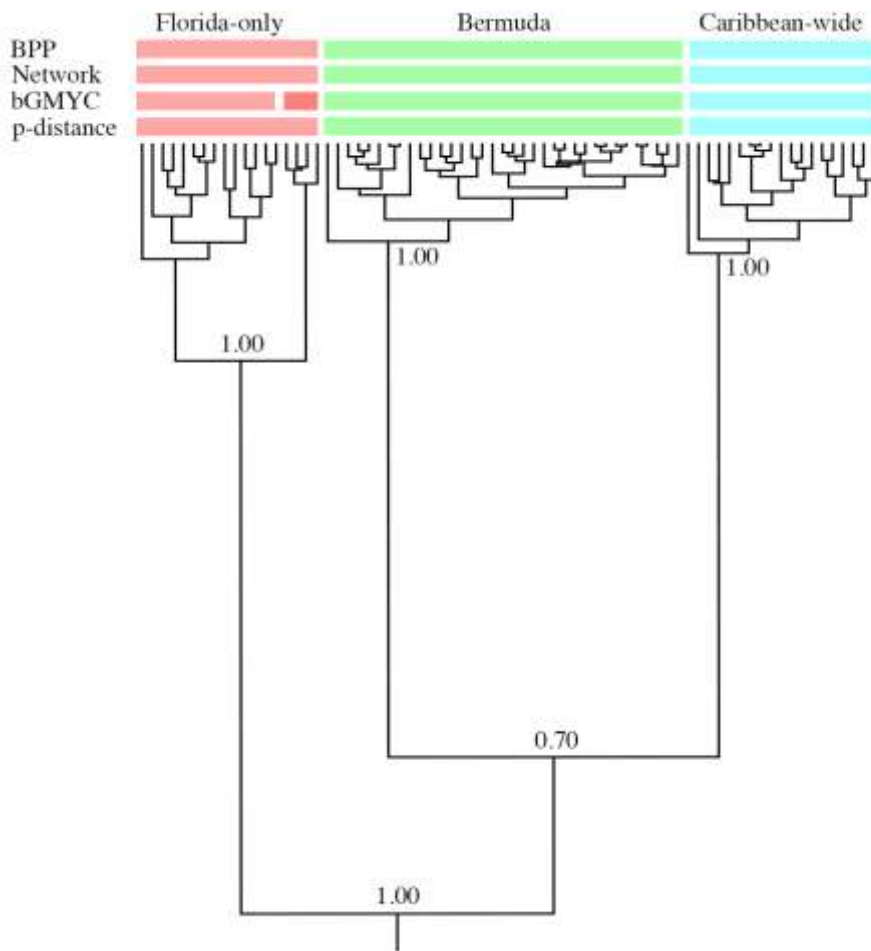 Florida-only Bermuda Caribbean-wide
BPP
Network
bGMYC
p-distance
1.00 1.00
1.00
0.70
1.00